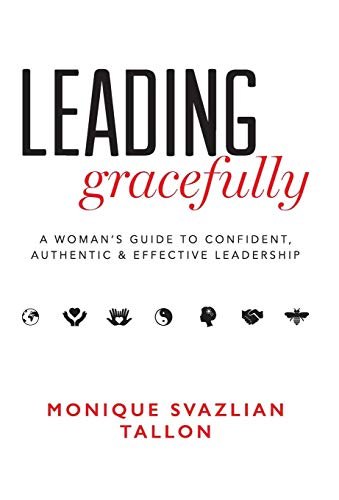 LEADING
gracefully
A WOMAN'S GUIDE TO CONFIDENT,
AUTHENTIC & EFFECTIVE LEADERSHIP
MONIQUE SVAZLIAN
TALLON